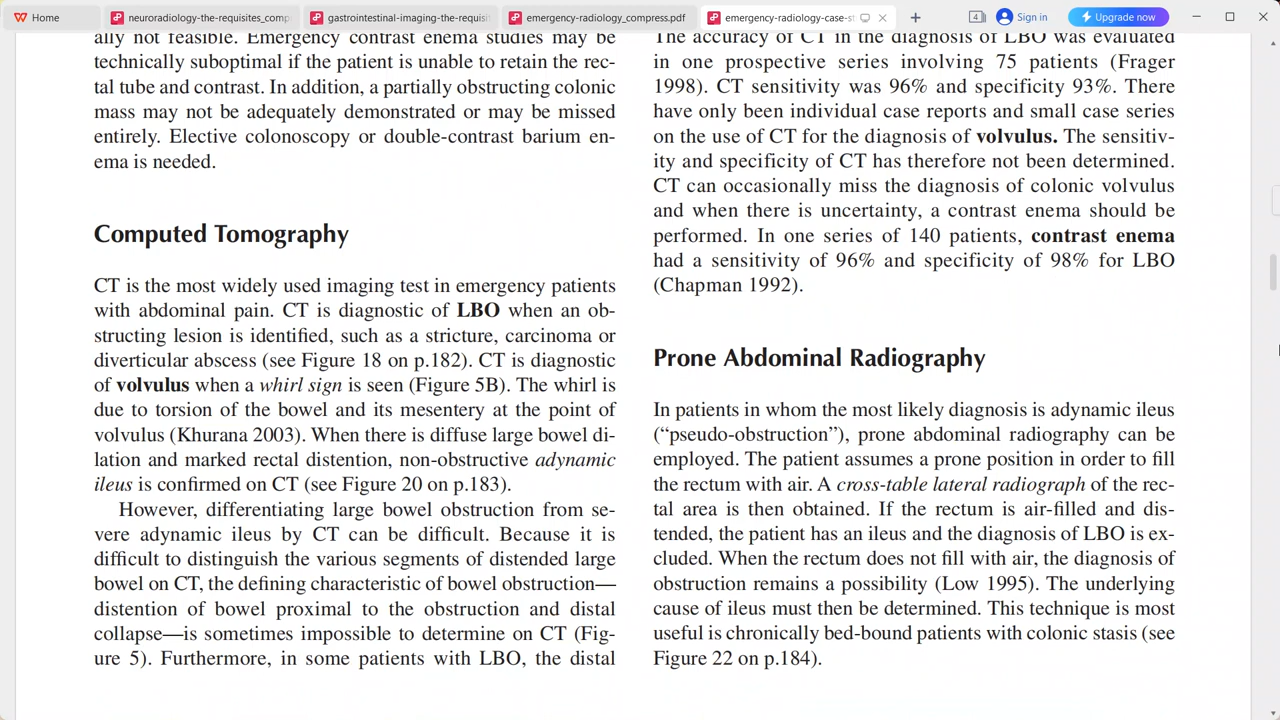 Home
neuroradiology-the-requisites_comp
gastrointestinal-imaging-the-requisit
emergency-radiology_compress.pdf
emergency-radiology-case-st
4
Sign in
Upgrade now
ally not feasible. Emergency contrast enema studies may be
technically suboptimal if the patient is unable to retain the rec-
tal tube and contrast. In addition, a partially obstructing colonic
mass may not be adequately demonstrated or may be missed
entirely. Elective colonoscopy or double-contrast barium en-
ema is needed.
Computed Tomography
CT is the most widely used imaging test in emergency patients
with abdominal pain. CT is diagnostic of LBO when an ob-
structing lesion is identified, such as a stricture, carcinoma or
diverticular abscess (see Figure 18 on p.182). CT is diagnostic
of volvulus when a whirl sign is seen (Figure 5B). The whirl is
due to torsion of the bowel and its mesentery at the point of
volvulus (Khurana 2003). When there is diffuse large bowel di-
lation and marked rectal distention, non-obstructive adynamic
ileus is confirmed on CT (see Figure 20 on p.183).
However, differentiating large bowel obstruction from se-
vere adynamic ileus by CT can be difficult. Because it is
difficult to distinguish the various segments of distended large
bowel on CT, the defining characteristic of bowel obstruction—
distention of bowel proximal to the obstruction and distal
collapse—is sometimes impossible to determine on CT (Fig-
ure 5). Furthermore, in some patients with LBO, the distal
The accuracy of CT in the diagnosis of LBO was evaluated
in one prospective series involving 75 patients (Frager
1998). CT sensitivity was 96% and specificity 93%. There
have only been individual case reports and small case series
on the use of CT for the diagnosis of volvulus. The sensitiv-
ity and specificity of CT has therefore not been determined.
CT can occasionally miss the diagnosis of colonic volvulus
and when there is uncertainty, a contrast enema should be
performed. In one series of 140 patients, contrast enema
had a sensitivity of 96% and specificity of 98% for LBO
(Chapman 1992).
Prone Abdominal Radiography
In patients in whom the most likely diagnosis is adynamic ileus
(“pseudo-obstruction”), prone abdominal radiography can be
employed. The patient assumes a prone position in order to fill
the rectum with air. A cross-table lateral radiograph of the rec-
tal area is then obtained. If the rectum is air-filled and dis-
tended, the patient has an ileus and the diagnosis of LBO is ex-
cluded. When the rectum does not fill with air, the diagnosis of
obstruction remains a possibility (Low 1995). The underlying
cause of ileus must then be determined. This technique is most
useful is chronically bed-bound patients with colonic stasis (see
Figure 22 on p.184).